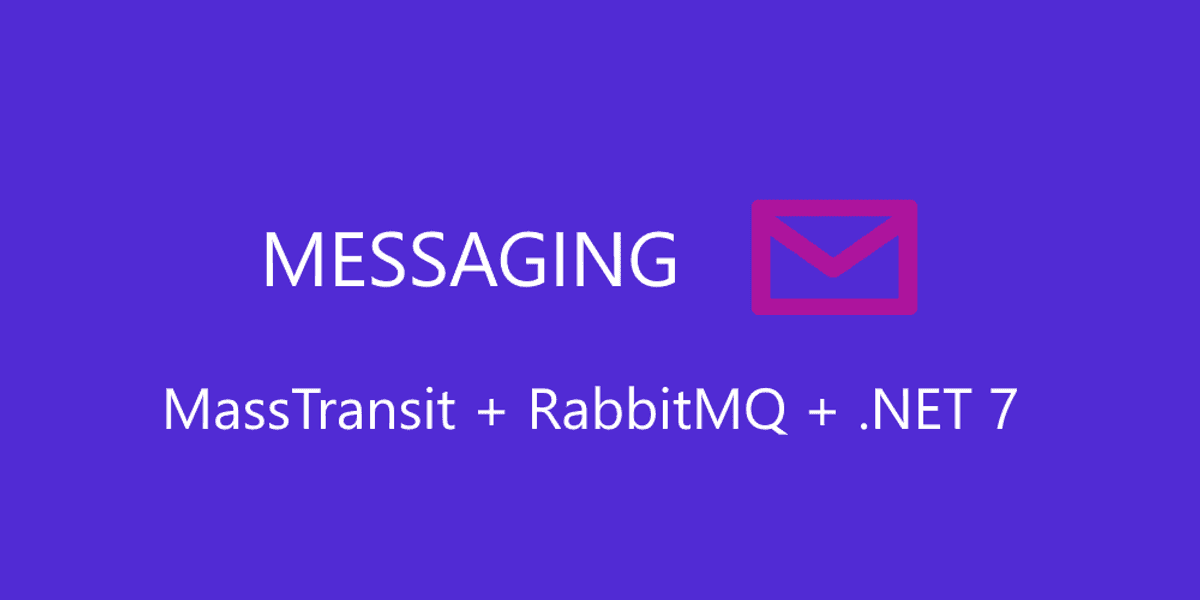 MESSAGING
MassTransit + RabbitMQ + .NET 7